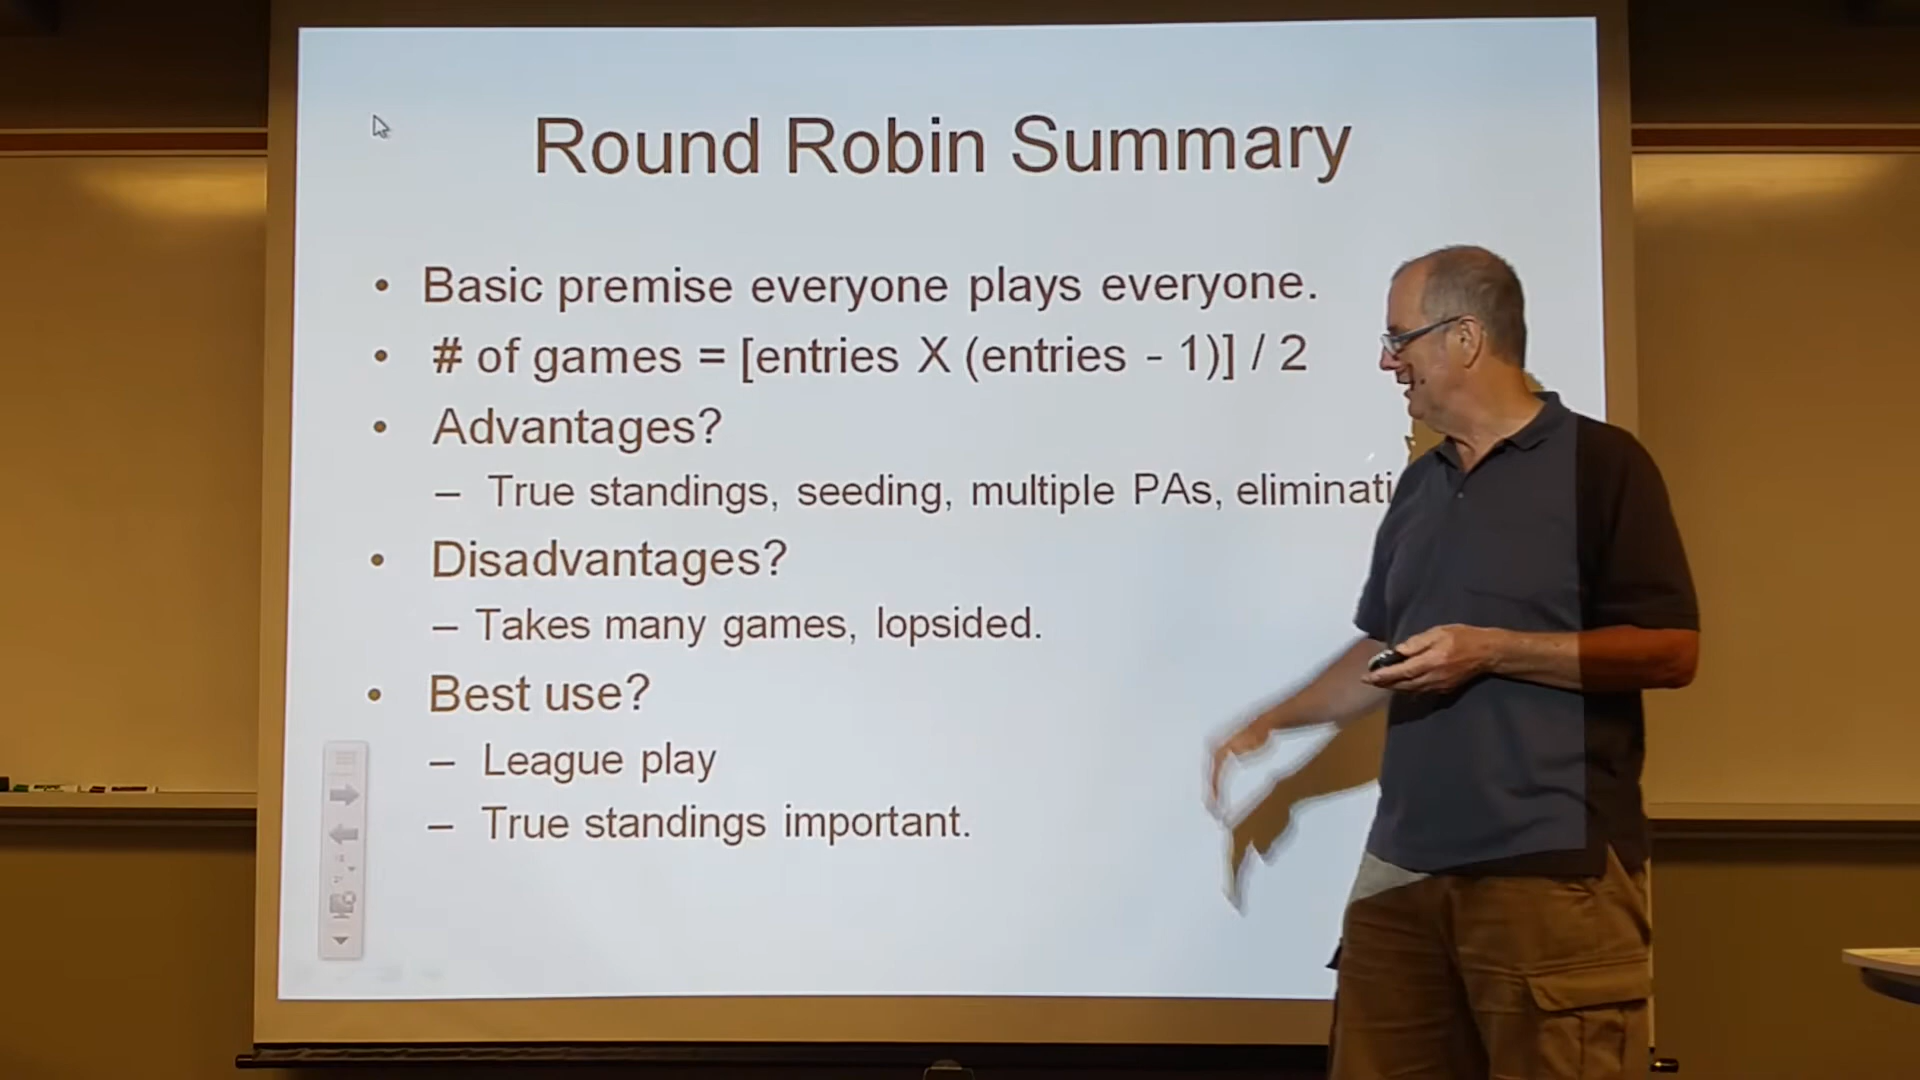 Round Robin Summary
• Basic premise everyone plays everyone.
• # of games = [entries X (entries - 1)] / 2
• Advantages?
– True standings, seeding, multiple PAs,
• Disadvantages?
– Takes many games, lopsided.
• Best use?
– League play
– True standings important.